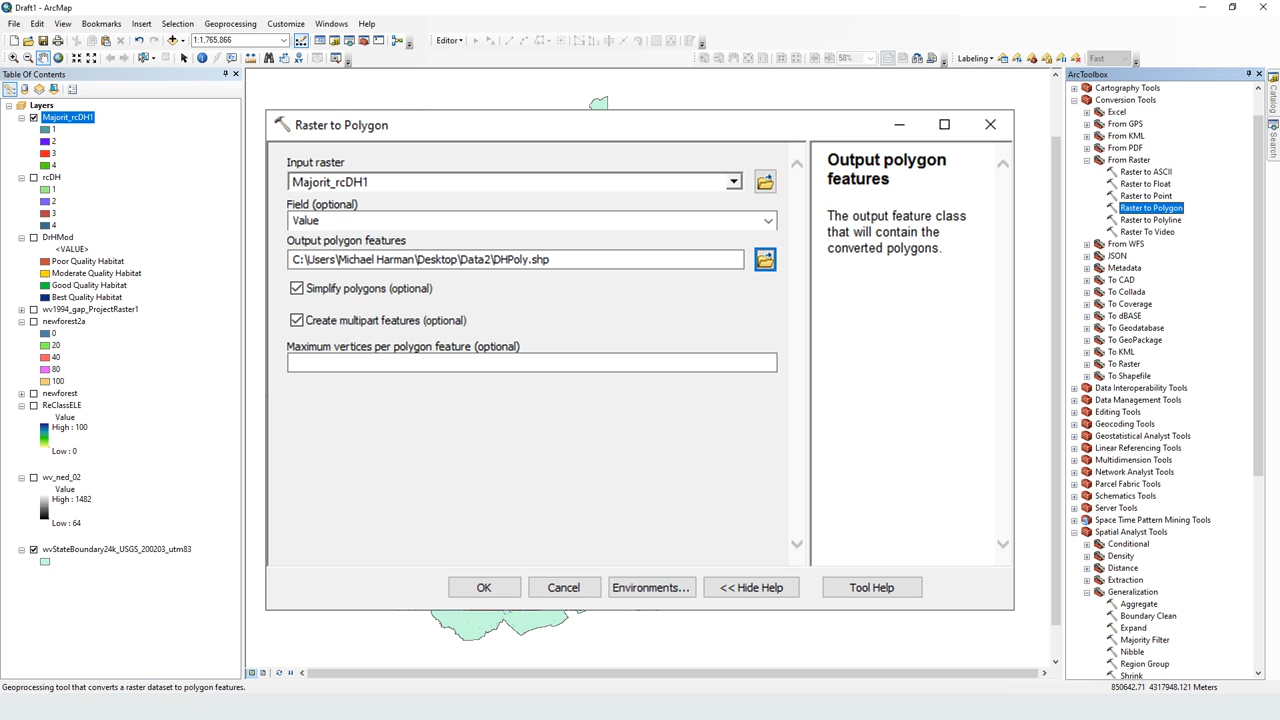 Draft1 - ArcMap
File Edit View Bookmarks Insert Selection Geoprocessing Customize Windows Help
1:1,765,866
Editor
58%
Labeling
Fast
Table Of Contents
Layers
Majorit_rcDH1
1
2
3
4
rcDH
1
2
3
4
DrHMod
<VALUE>
Poor Quality Habitat
Moderate Quality Habitat
Good Quality Habitat
Best Quality Habitat
wv1994_gap_ProjectRaster1
newforest2a
0
20
40
80
100
newforest
ReClassELE
Value
High : 100
Low : 0
wv_ned_02
Value
High : 1482
Low : 64
wvStateBoundary24k_USGS_200203_utm83
Raster to Polygon
Input raster
Majorit_rcDH1
Field (optional)
Value
Output polygon features
C:\Users\Michael Harman\Desktop\Data2\DHPoly.shp
Simplify polygons (optional)
Create multipart features (optional)
Maximum vertices per polygon feature (optional)
OK
Cancel
Environments...
<< Hide Help
Tool Help
Output polygon
features
The output feature class
that will contain the
converted polygons.
ArcToolbox
Cartography Tools
Conversion Tools
Excel
From GPS
From KML
From PDF
From Raster
Raster to ASCII
Raster to Float
Raster to Point
Raster to Polygon
Raster to Polyline
Raster To Video
From WFS
JSON
Metadata
To CAD
To Collada
To Coverage
To dBASE
To Geodatabase
To GeoPackage
To KML
To Raster
To Shapefile
Data Interoperability Tools
Data Management Tools
Editing Tools
Geocoding Tools
Geostatistical Analyst Tools
Linear Referencing Tools
Multidimension Tools
Network Analyst Tools
Parcel Fabric Tools
Schematics Tools
Server Tools
Space Time Pattern Mining Tools
Spatial Analyst Tools
Conditional
Density
Distance
Extraction
Generalization
Aggregate
Boundary Clean
Expand
Majority Filter
Nibble
Region Group
Shrink
Catalog
Search
Geoprocessing tool that converts a raster dataset to polygon features.
850642.71 4317948.121 Meters